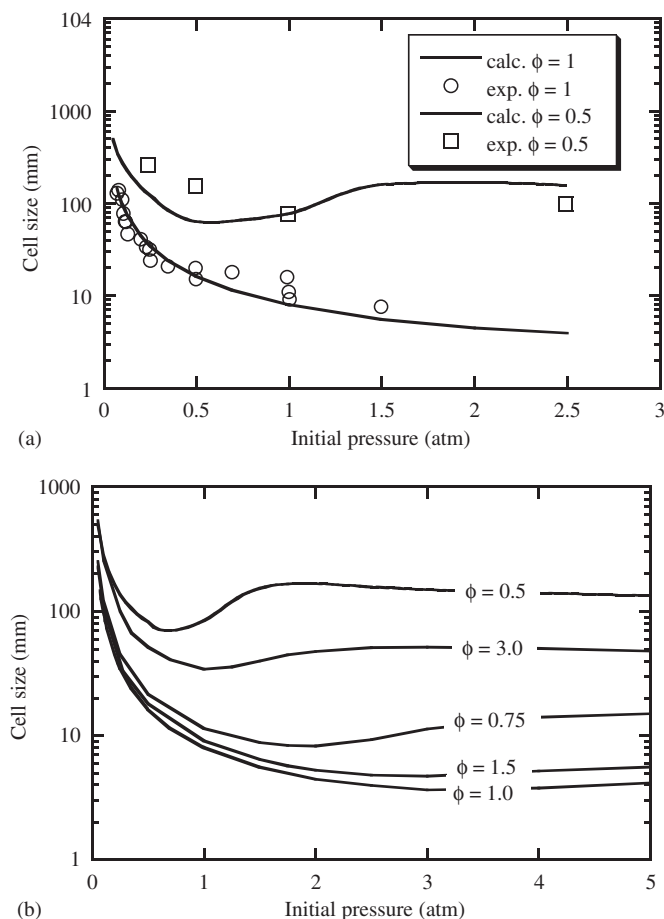 104
1000
100
10
1
Cell size (mm)
calc. ϕ = 1
exp. ϕ = 1
calc. ϕ = 0.5
exp. ϕ = 0.5
0
0.5
1
1.5
2
2.5
3
(a)
Initial pressure (atm)
1000
100
10
1
Cell size (mm)
ϕ = 0.5
ϕ = 3.0
ϕ = 0.75
ϕ = 1.5
ϕ = 1.0
0
1
2
3
4
5
(b)
Initial pressure (atm)